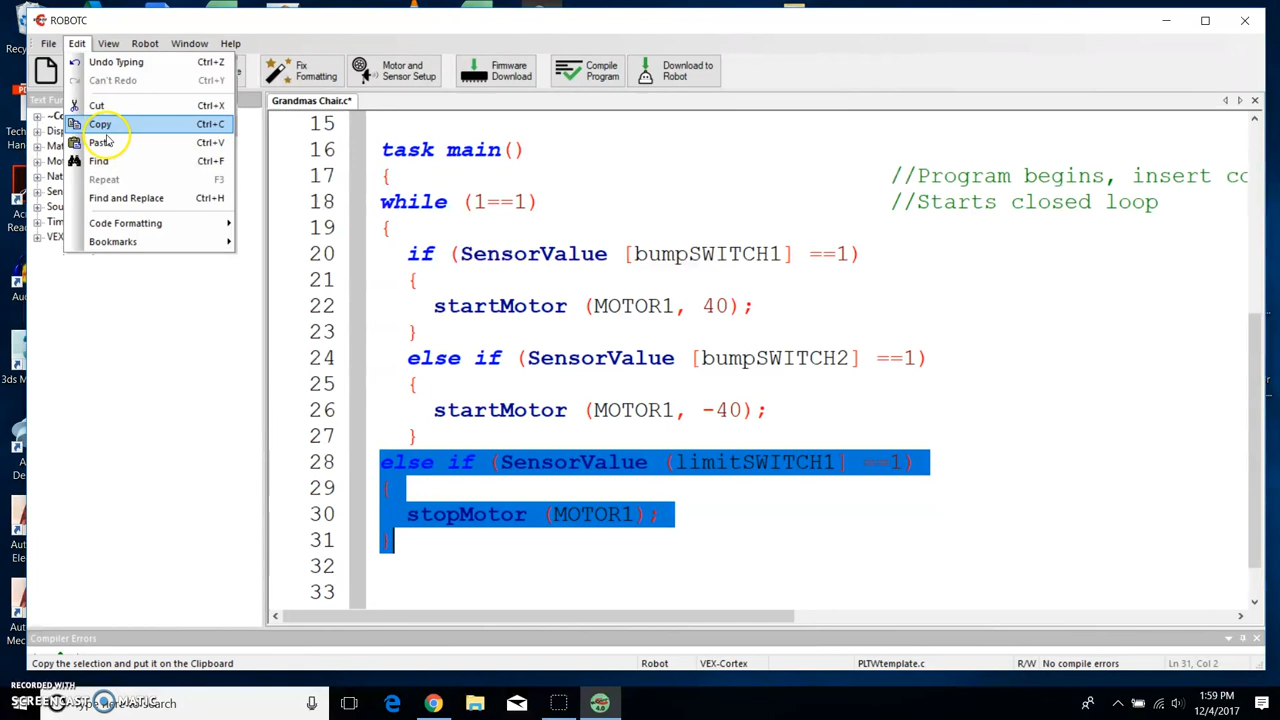 ROBOTC
File Edit View Robot Window Help
Undo Typing Ctrl+Z
Can't Redo Ctrl+Y
Cut Ctrl+X
Copy Ctrl+C
Paste Ctrl+V
Find Ctrl+F
Repeat F3
Find and Replace Ctrl+H
Code Formatting
Bookmarks
Fix Formatting
Motor and Sensor Setup
Firmware Download
Compile Program
Download to Robot
Text Fun
Grandmas Chair.c*
15
16 task main()
17 { //Program begins, insert co
18 while (1==1) //Starts closed loop
19 {
20 if (SensorValue [bumpSWITCH1] ==1)
21 {
22 startMotor (MOTOR1, 40);
23 }
24 else if (SensorValue [bumpSWITCH2] ==1)
25 {
26 startMotor (MOTOR1, -40);
27 }
28 else if (SensorValue (limitSWITCH1] ==1)
29 {
30 stopMotor (MOTOR1);
31 }
32
33
Compiler Errors
Copy the selection and put it on the Clipboard Robot VEX-Cortex PLTWtemplate.c R/W No compile errors Ln 31, Col 2
RECORDED WITH
SCREENCAST MATIC
here to search
1:59 PM
12/4/2017